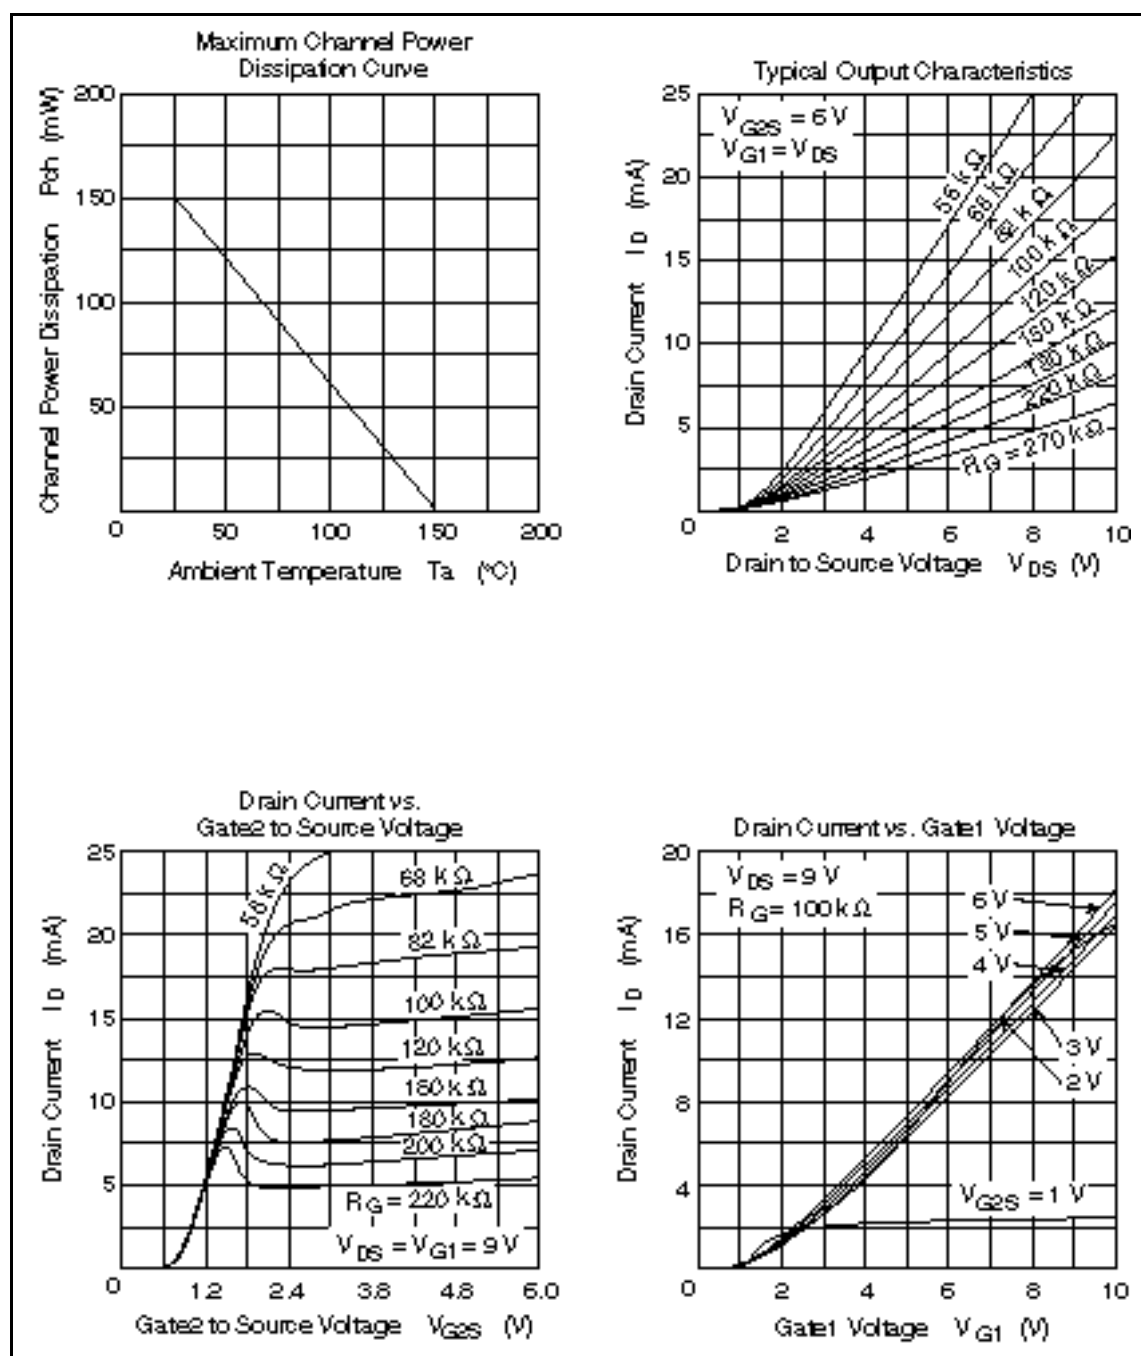 Maximum Channel Power
Dissipation Curve
Channel Power Dissipation Pch (mW)
200
150
100
50
0
50
100
150
200
Ambient Temperature Ta (°C)
Typical Output Characteristics
V G2S = 6 V
V G1 = V DS
Drain Current I D (mA)
25
20
15
10
5
0
56 kΩ
68 kΩ
82 kΩ
100 kΩ
120 kΩ
150 kΩ
180 kΩ
220 kΩ
R G = 270 kΩ
2
4
6
8
10
Drain to Source Voltage V DS (V)
Drain Current vs.
Gate2 to Source Voltage
Drain Current I D (mA)
25
20
15
10
5
0
56 kΩ
68 kΩ
82 kΩ
100 kΩ
120 kΩ
150 kΩ
180 kΩ
200 kΩ
R G = 220 kΩ
V DS = V G1 = 9 V
1.2
2.4
3.8
4.8
6.0
Gate2 to Source Voltage V G2S (V)
Drain Current vs. Gate1 Voltage
V DS = 9 V
R G = 100 kΩ
Drain Current I D (mA)
20
16
12
8
4
0
6 V
5 V
4 V
3 V
2 V
V G2S = 1 V
2
4
6
8
10
Gate1 Voltage V G1 (V)